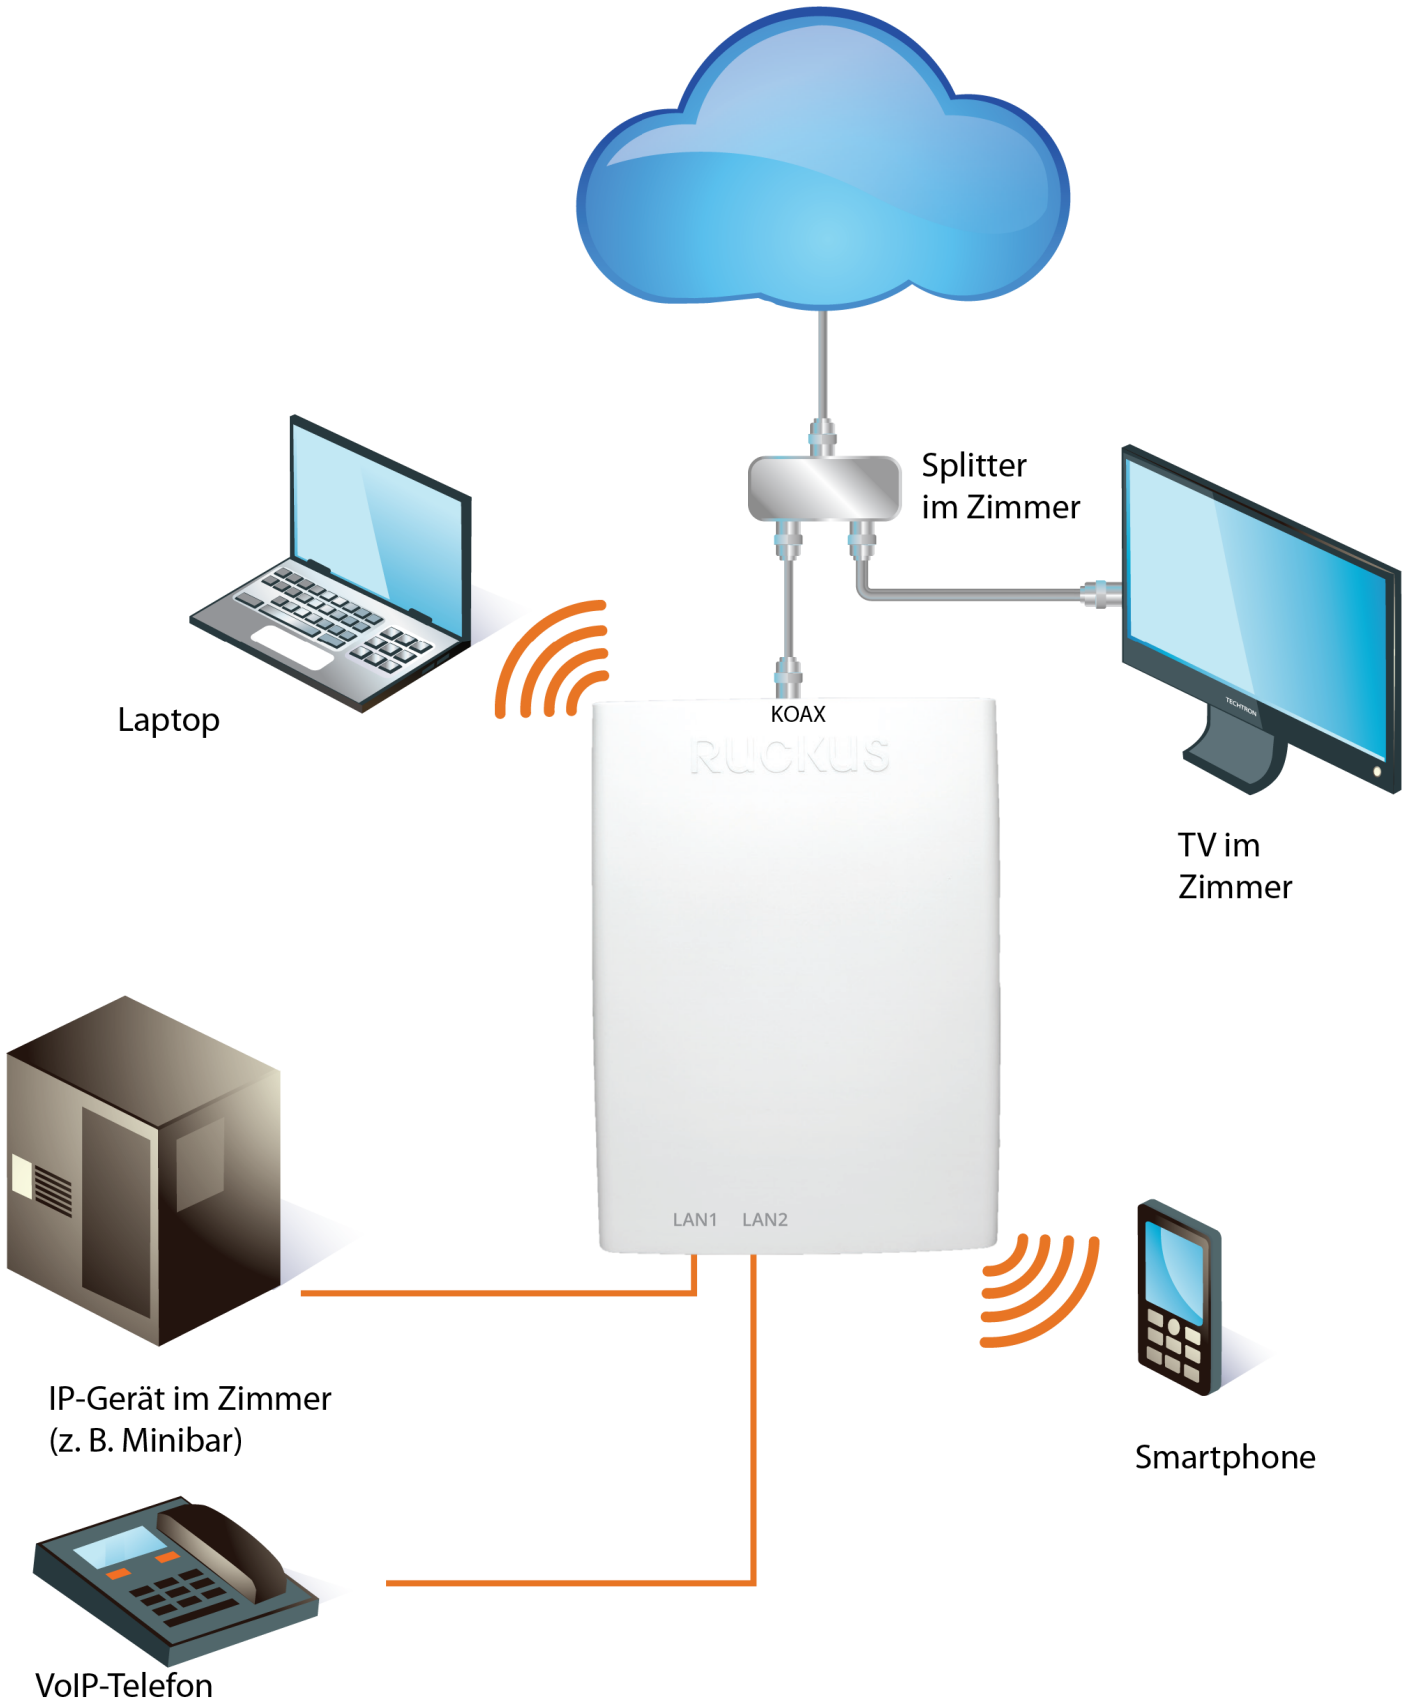 Splitter
im Zimmer
Laptop
KOAX
RUCKUS
TECHTRON
TV im
Zimmer
LAN1 LAN2
IP-Gerät im Zimmer
(z. B. Minibar)
Smartphone
VoIP-Telefon